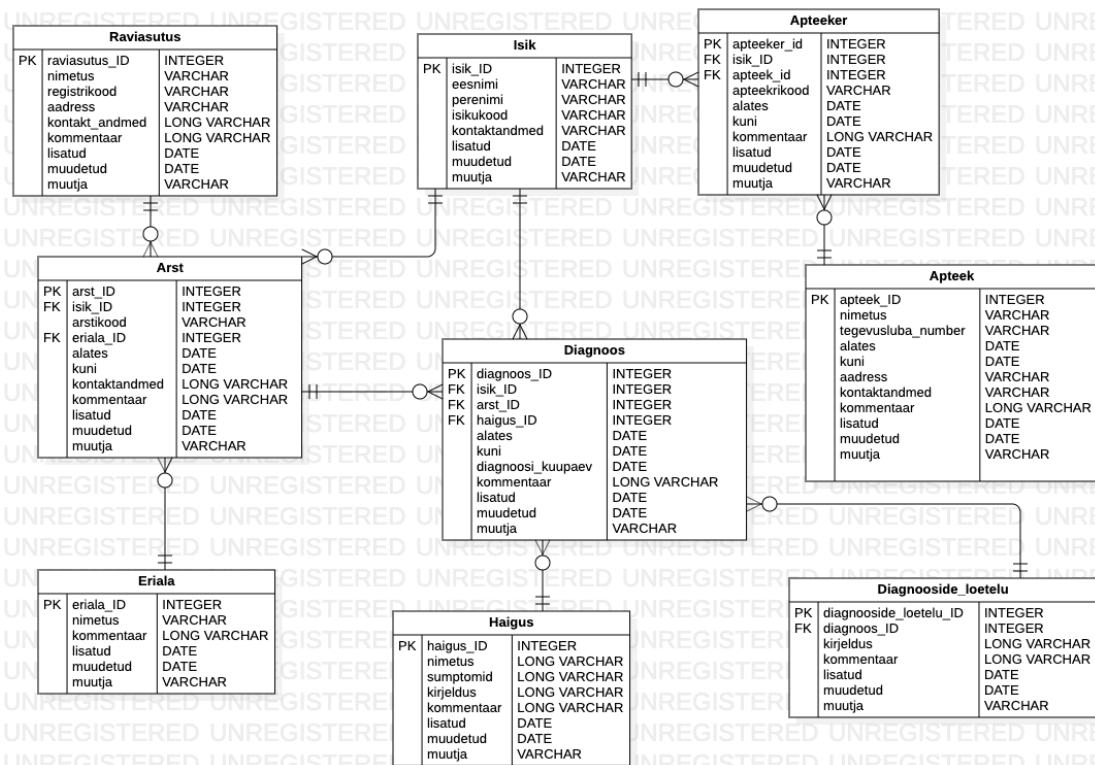 Raviasutus
PK raviasutus_ID INTEGER
nimetus VARCHAR
registrikood VARCHAR
aadress VARCHAR
kontakt_andmed LONG VARCHAR
kommentaar LONG VARCHAR
lisatud DATE
muudetud DATE
muutja VARCHAR
Isik
PK isik_ID INTEGER
eesnimi VARCHAR
perenimi VARCHAR
isikukood VARCHAR
kontaktandmed VARCHAR
lisatud DATE
muudetud DATE
muutja VARCHAR
Apteeker
PK apteeker_id INTEGER
FK isik_ID INTEGER
FK apteek_id INTEGER
apteekrikood VARCHAR
alates DATE
kuni DATE
kommentaar LONG VARCHAR
lisatud DATE
muudetud DATE
muutja VARCHAR
Arst
PK arst_ID INTEGER
FK isik_ID INTEGER
arstikood VARCHAR
FK eriala_ID INTEGER
alates DATE
kuni DATE
kontaktandmed LONG VARCHAR
kommentaar LONG VARCHAR
lisatud DATE
muudetud DATE
muutja VARCHAR
Apteek
PK apteek_ID INTEGER
nimetus VARCHAR
tegevusluba_number VARCHAR
alates DATE
kuni DATE
aadress VARCHAR
kontaktandmed VARCHAR
kommentaar LONG VARCHAR
lisatud DATE
muudetud DATE
muutja VARCHAR
Diagnoos
PK diagnoos_ID INTEGER
FK isik_ID INTEGER
FK arst_ID INTEGER
FK haigus_ID INTEGER
alates DATE
kuni DATE
diagnoosi_kuupaev DATE
kommentaar LONG VARCHAR
lisatud DATE
muudetud DATE
muutja VARCHAR
Eriala
PK eriala_ID INTEGER
nimetus VARCHAR
kommentaar LONG VARCHAR
lisatud DATE
muudetud DATE
muutja VARCHAR
Haigus
PK haigus_ID INTEGER
nimetus LONG VARCHAR
sumptomid LONG VARCHAR
kirjeldus LONG VARCHAR
kommentaar LONG VARCHAR
lisatud DATE
muudetud DATE
muutja VARCHAR
Diagnooside_loetelu
PK diagnooside_loetelu_ID INTEGER
FK diagnoos_ID INTEGER
kirjeldus LONG VARCHAR
kommentaar LONG VARCHAR
lisatud DATE
muudetud DATE
muutja VARCHAR
UNREGISTERED